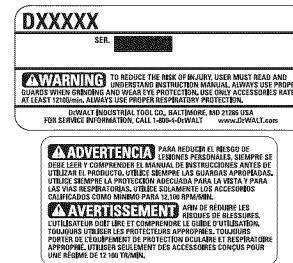 DXXXXX
SER.
WARNING TO REDUCE THE RISK OF INJURY, USER MUST READ AND
UNDERSTAND INSTRUCTION MANUAL, ALWAYS USE PROPE
GUARDS WHEN GRINDING AND WEAR EYE PROTECTION, USE ONLY ACCESSORIES RATE
AT LEAST 12100/min. ALWAYS USE PROPER RESPIRATORY PROTECTION.
DEWALT INDUSTRIAL TOOL CO., BALTIMORE, MD 21286 USA
FOR SERVICE INFORMATION, CALL 1-800-4-DEWALT www.DEWALT.com
ADVERTENCIA PARA REDUCIR EL RIESGO DE
LESIONES PERSONALES, SIEMPRE SE
DEBE LEER Y COMPRENDER EL MANUAL DE INSTRUCCIONES ANTES DE
UTILIZAR EL PRODUCTO. UTILICE SIEMPRE LAS GUARDAS APROPIADAS.
UTILICE SIEMPRE LA PROTECCIÓN ADECUADA PARA LA VISTA Y PARA
LAS VÍAS RESPIRATORIAS. UTILICE SOLAMENTE LOS ACCESORIOS
CALIFICADOS COMO MÍNIMO PARA 12,100 RPM/MIN.
AVERTISSEMENT AFIN DE RÉDUIRE LES
RISQUES DE BLESSURES,
L'UTILISATEUR DOIT LIRE ET COMPRENDRE LE GUIDE D'UTILISATION.
TOUJOURS UTILISER LES PROTECTEURS APPROPRIÉS. TOUJOURS
PORTER DE L'ÉQUIPEMENT DE PROTECTION OCULAIRE ET RESPIRATOIRE
APPROPRIÉ. UTILISER SEULEMENT DES ACCESSOIRES CONÇUS POUR
UNE RÉGIME DE 12 100 TR/MIN.